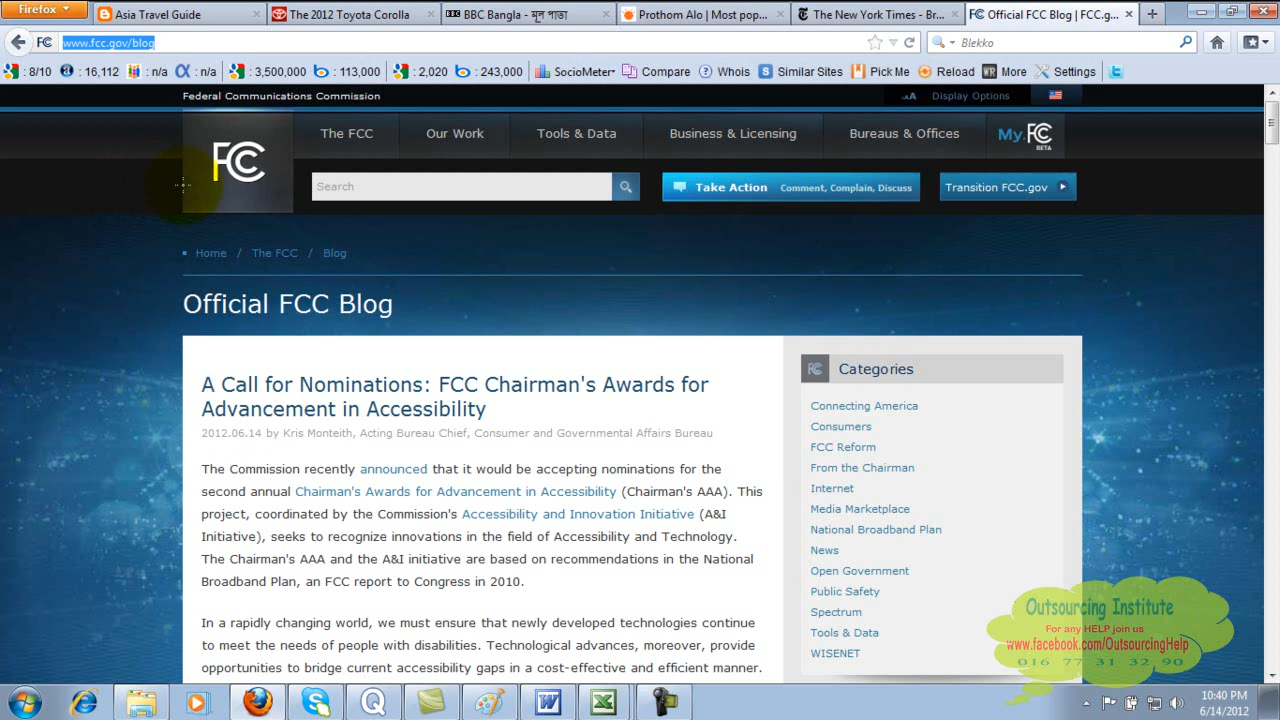 Firefox
Asia Travel Guide
The 2012 Toyota Corolla
BBC Bangla - মূল পাতা
Prothom Alo | Most pop...
The New York Times - Br...
Official FCC Blog | FCC.g...
www.fcc.gov/blog
Blekko
: 8/10
: 16,112
: n/a
: n/a
: 3,500,000
: 113,000
: 2,020
: 243,000
SocioMeter
Compare
Whois
Similar Sites
Pick Me
Reload
More
Settings
Federal Communications Commission
Display Options
FCC
The FCC
Our Work
Tools & Data
Business & Licensing
Bureaus & Offices
My FCC BETA
Search
Take Action Comment, Complain, Discuss
Transition FCC.gov
Home / The FCC / Blog
Official FCC Blog
A Call for Nominations: FCC Chairman's Awards for
Advancement in Accessibility
2012.06.14 by Kris Monteith, Acting Bureau Chief, Consumer and Governmental Affairs Bureau
The Commission recently announced that it would be accepting nominations for the
second annual Chairman's Awards for Advancement in Accessibility (Chairman's AAA). This
project, coordinated by the Commission's Accessibility and Innovation Initiative (A&I
Initiative), seeks to recognize innovations in the field of Accessibility and Technology.
The Chairman's AAA and the A&I initiative are based on recommendations in the National
Broadband Plan, an FCC report to Congress in 2010.
In a rapidly changing world, we must ensure that newly developed technologies continue
to meet the needs of people with disabilities. Technological advances, moreover, provide
opportunities to bridge current accessibility gaps in a cost-effective and efficient manner.
Categories
Connecting America
Consumers
FCC Reform
From the Chairman
Internet
Media Marketplace
National Broadband Plan
News
Open Government
Public Safety
Spectrum
Tools & Data
WISENET
Outsourcing Institute
For any HELP join us
www.facebook.com/OutsourcingHelp
016 77 31 32 90
10:40 PM
6/14/2012